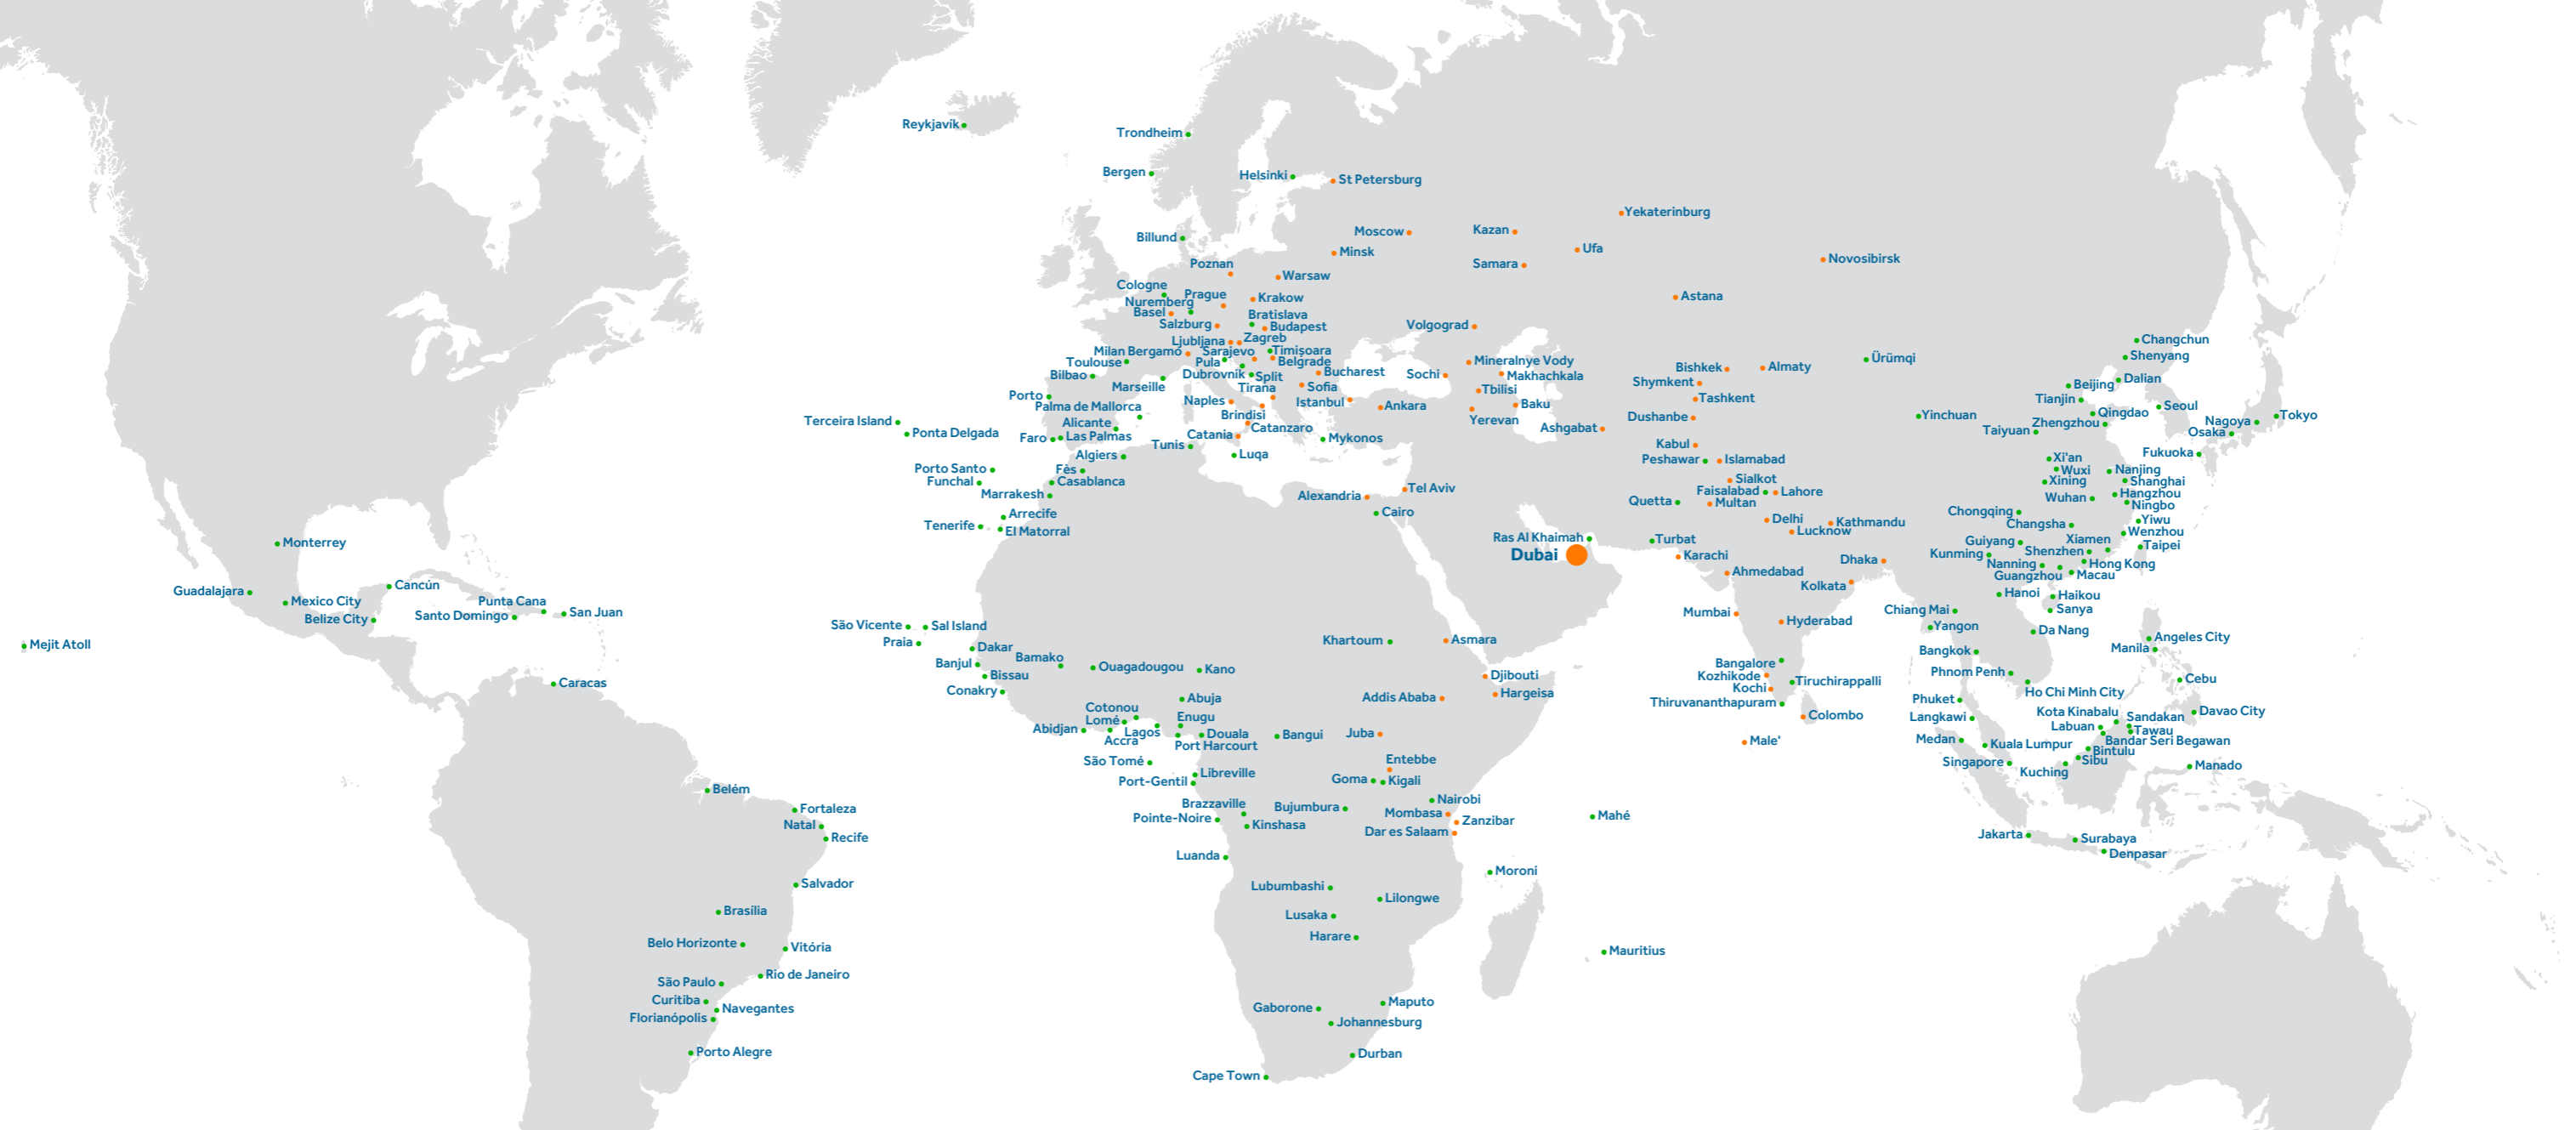 Reykjavík
Trondheim
Bergen
Helsinki
St Petersburg
Yekaterinburg
Billund
Moscow
Kazan
Ufa
Minsk
Samara
Novosibirsk
Poznan
Warsaw
Cologne
Prague
Krakow
Astana
Nuremberg
Basel
Bratislava
Salzburg
Budapest
Volgograd
Ljubljana
Zagreb
Changchun
Milan Bergamo
Sarajevo
Timişoara
Shenyang
Toulouse
Pula
Belgrade
Mineralnye Vody
Bishkek
Almaty
Ürümqi
Bilbao
Dubrovnik
Split
Bucharest
Sochi
Makhachkala
Shymkent
Beijing
Dalian
Marseille
Tirana
Sofia
Tbilisi
Tashkent
Tianjin
Porto
Naples
Istanbul
Ankara
Baku
Seoul
Palma de Mallorca
Brindisi
Yerevan
Dushanbe
Yinchuan
Qingdao
Tokyo
Terceira Island
Alicante
Catanzaro
Ashgabat
Zhengzhou
Nagoya
Ponta Delgada
Faro
Las Palmas
Catania
Mykonos
Taiyuan
Osaka
Tunis
Kabul
Algiers
Luqa
Peshawar
Islamabad
Xi'an
Fukuoka
Porto Santo
Fès
Wuxi
Nanjing
Funchal
Casablanca
Sialkot
Xining
Shanghai
Marrakesh
Alexandria
Tel Aviv
Faisalabad
Lahore
Wuhan
Hangzhou
Quetta
Multan
Ningbo
Arrecife
Cairo
Chongqing
Tenerife
El Matorral
Delhi
Kathmandu
Changsha
Yiwu
Lucknow
Wenzhou
Monterrey
Ras Al Khaimah
Turbat
Guiyang
Xiamen
Taipei
Dubai
Karachi
Dhaka
Kunming
Shenzhen
Nanning
Hong Kong
Ahmedabad
Guangzhou
Macau
Guadalajara
Cancún
Kolkata
Hanoi
Haikou
Mexico City
Punta Cana
San Juan
Mumbai
Chiang Mai
Sanya
Belize City
Santo Domingo
Hyderabad
São Vicente
Sal Island
Yangon
Da Nang
Mejit Atoll
Praia
Khartoum
Asmara
Angeles City
Dakar
Bangkok
Manila
Banjul
Bamako
Ouagadougou
Kano
Bangalore
Bissau
Djibouti
Kozhikode
Tiruchirappalli
Phnom Penh
Cebu
Caracas
Conakry
Hargeisa
Kochi
Ho Chi Minh City
Abuja
Addis Ababa
Thiruvananthapuram
Phuket
Cotonou
Enugu
Colombo
Langkawi
Kota Kinabalu
Sandakan
Davao City
Abidjan
Lomé
Lagos
Douala
Bangui
Juba
Labuan
Tawau
Accra
Port Harcourt
Male'
Medan
Kuala Lumpur
Bandar Seri Begawan
Bintulu
São Tomé
Entebbe
Singapore
Sibu
Manado
Kuching
Libreville
Goma
Kigali
Port-Gentil
Belém
Brazzaville
Bujumbura
Nairobi
Fortaleza
Pointe-Noire
Kinshasa
Mombasa
Zanzibar
Mahé
Natal
Dar es Salaam
Recife
Jakarta
Surabaya
Luanda
Denpasar
Moroni
Salvador
Lubumbashi
Lilongwe
Brasília
Lusaka
Belo Horizonte
Vitória
Harare
Mauritius
Rio de Janeiro
São Paulo
Curitiba
Navegantes
Maputo
Florianópolis
Gaborone
Johannesburg
Porto Alegre
Durban
Cape Town